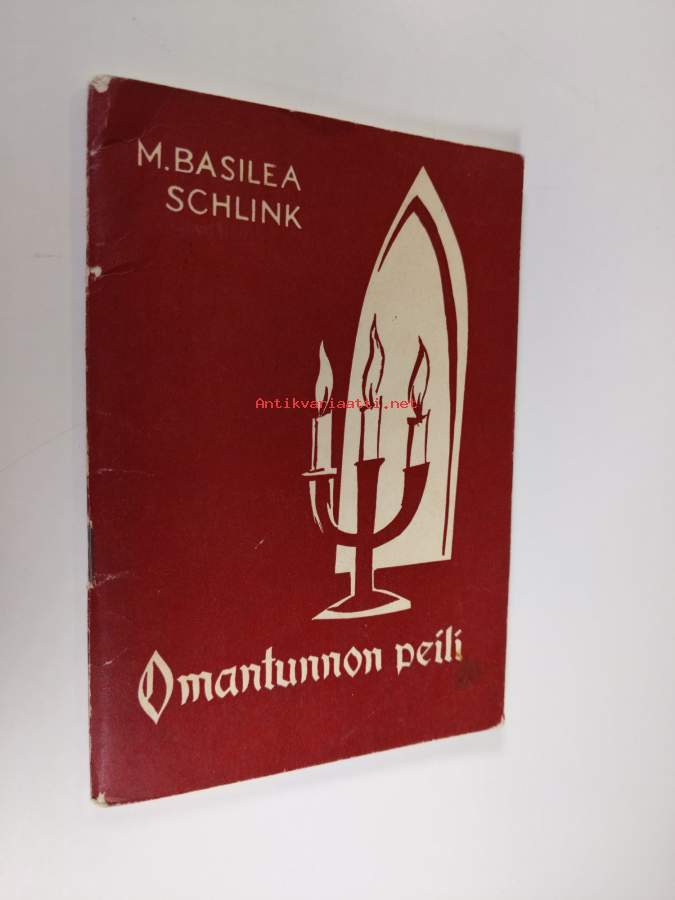 M. BASILEA
SCHLINK
Antikvariaatti.net
Omantunnon peili